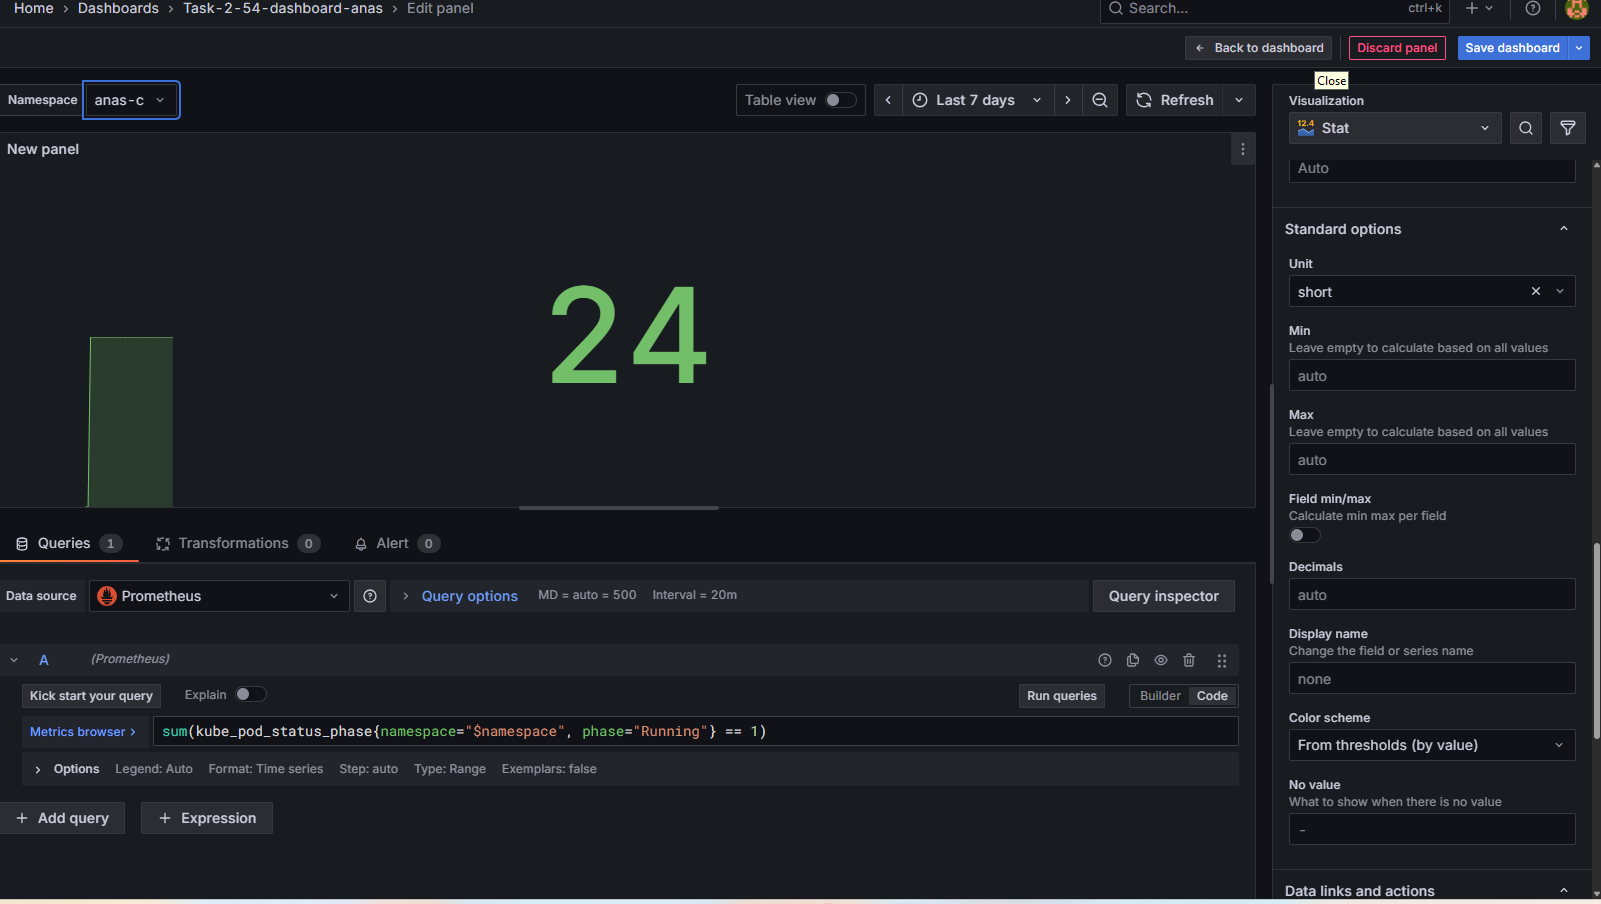 Home › Dashboards › Task-2-54-dashboard-anas › Edit panel
Search...
ctrl+k
Back to dashboard
Discard panel
Save dashboard
Close
Namespace
anas-c
Table view
Last 7 days
Refresh
Visualization
12.4
Stat
New panel
24
Auto
Standard options
Unit
short
Min
Leave empty to calculate based on all values
auto
Max
Leave empty to calculate based on all values
auto
Field min/max
Calculate min max per field
Decimals
auto
Display name
Change the field or series name
none
Color scheme
From thresholds (by value)
No value
What to show when there is no value
-
Data links and actions
Queries 1
Transformations 0
Alert 0
Data source
Prometheus
Query options
MD = auto = 500
Interval = 20m
Query inspector
A
(Prometheus)
Kick start your query
Explain
Run queries
Builder
Code
Metrics browser >
sum(kube_pod_status_phase{namespace="$namespace", phase="Running"} == 1)
Options
Legend: Auto
Format: Time series
Step: auto
Type: Range
Exemplars: false
+ Add query
+ Expression